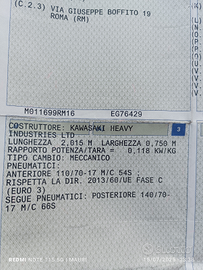 (C.2.3) VIA GIUSEPPE BOFFITO 19
ROMA (RM)
M011699RM16 EG76429
COSTRUTTORE: KAWASAKI HEAVY
INDUSTRIES LTD
3
LUNGHEZZA 2,015 M LARGHEZZA 0,750 M
RAPPORTO POTENZA/TARA = 0,118 KW/KG
TIPO CAMBIO: MECCANICO
PNEUMATICI:
ANTERIORE 110/70-17 M/C 54S ;
RISPETTA LA DIR. 2013/60/UE FASE C
(EURO 3)
SEGUE PNEUMATICI: POSTERIORE 140/70-
17 M/C 66S